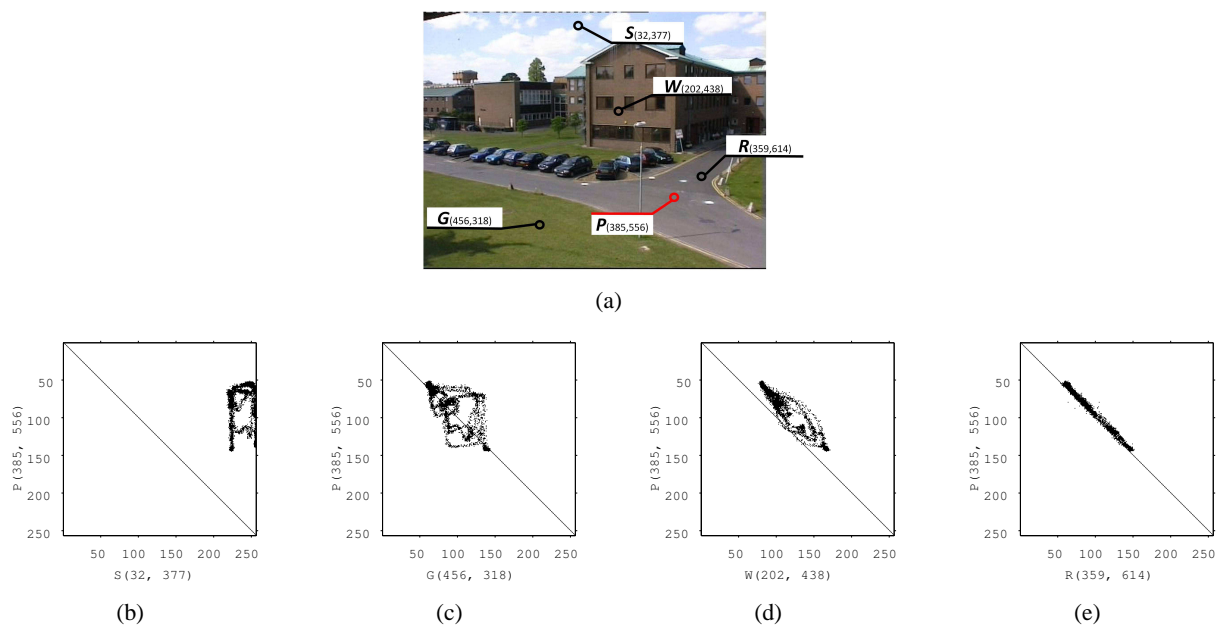 S(32,377)
W(202,438)
R(359,614)
G(456,318)
P(385,556)
(a)
50
100
150
200
250
P(385, 556)
50 100 150 200 250
S(32, 377)
(b)
50
100
150
200
250
P(385, 556)
50 100 150 200 250
G(456, 318)
(c)
50
100
150
200
250
P(385, 556)
50 100 150 200 250
W(202, 438)
(d)
50
100
150
200
250
P(385, 556)
50 100 150 200 250
R(359, 614)
(e)